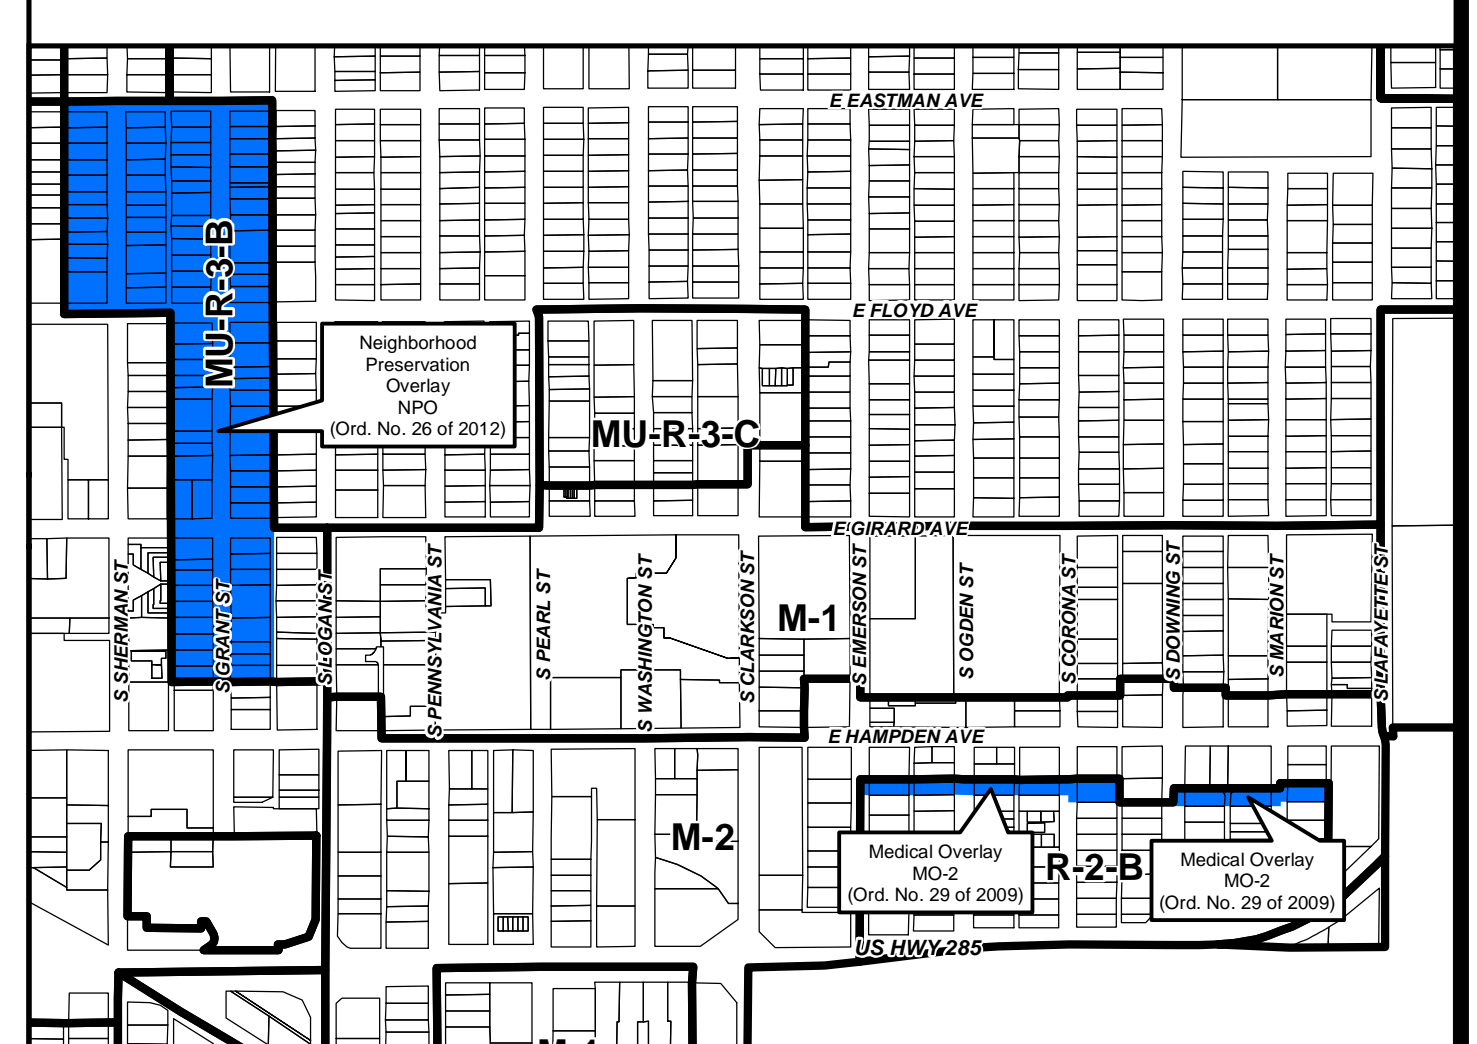 E EASTMAN AVE
MU-R-3-B
E FLOYD AVE
Neighborhood
Preservation
Overlay
NPO
(Ord. No. 26 of 2012)
MU-R-3-C
E GIRARD AVE
S SHERMAN ST
S GRANT ST
S LOGAN ST
S PENNSYLVANIA ST
S PEARL ST
S WASHINGTON ST
S CLARKSON ST
M-1
S EMERSON ST
S OGDEN ST
S CORONA ST
S DOWNING ST
S MARION ST
S LAFAYETTE ST
E HAMPDEN AVE
M-2
Medical Overlay
MO-2
(Ord. No. 29 of 2009)
R-2-B
Medical Overlay
MO-2
(Ord. No. 29 of 2009)
US HWY 285
M-1